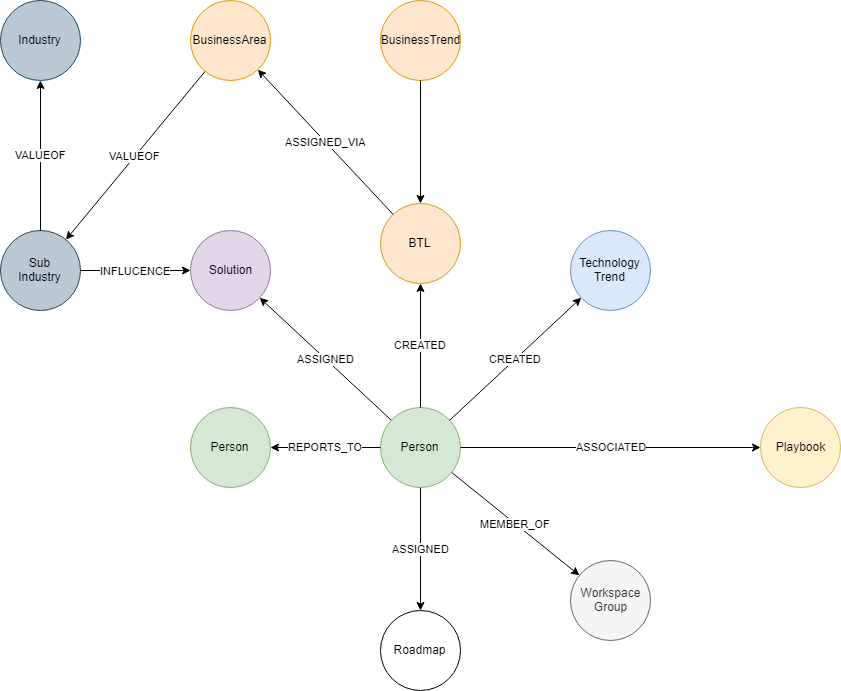 Industry
BusinessArea
BusinessTrend
ASSIGNED_VIA
VALUEOF
VALUEOF
BTL
Sub
Industry
INFLUCENCE
Solution
Technology
Trend
CREATED
ASSIGNED
CREATED
Person
REPORTS_TO
Person
ASSOCIATED
Playbook
MEMBER_OF
ASSIGNED
Workspace
Group
Roadmap